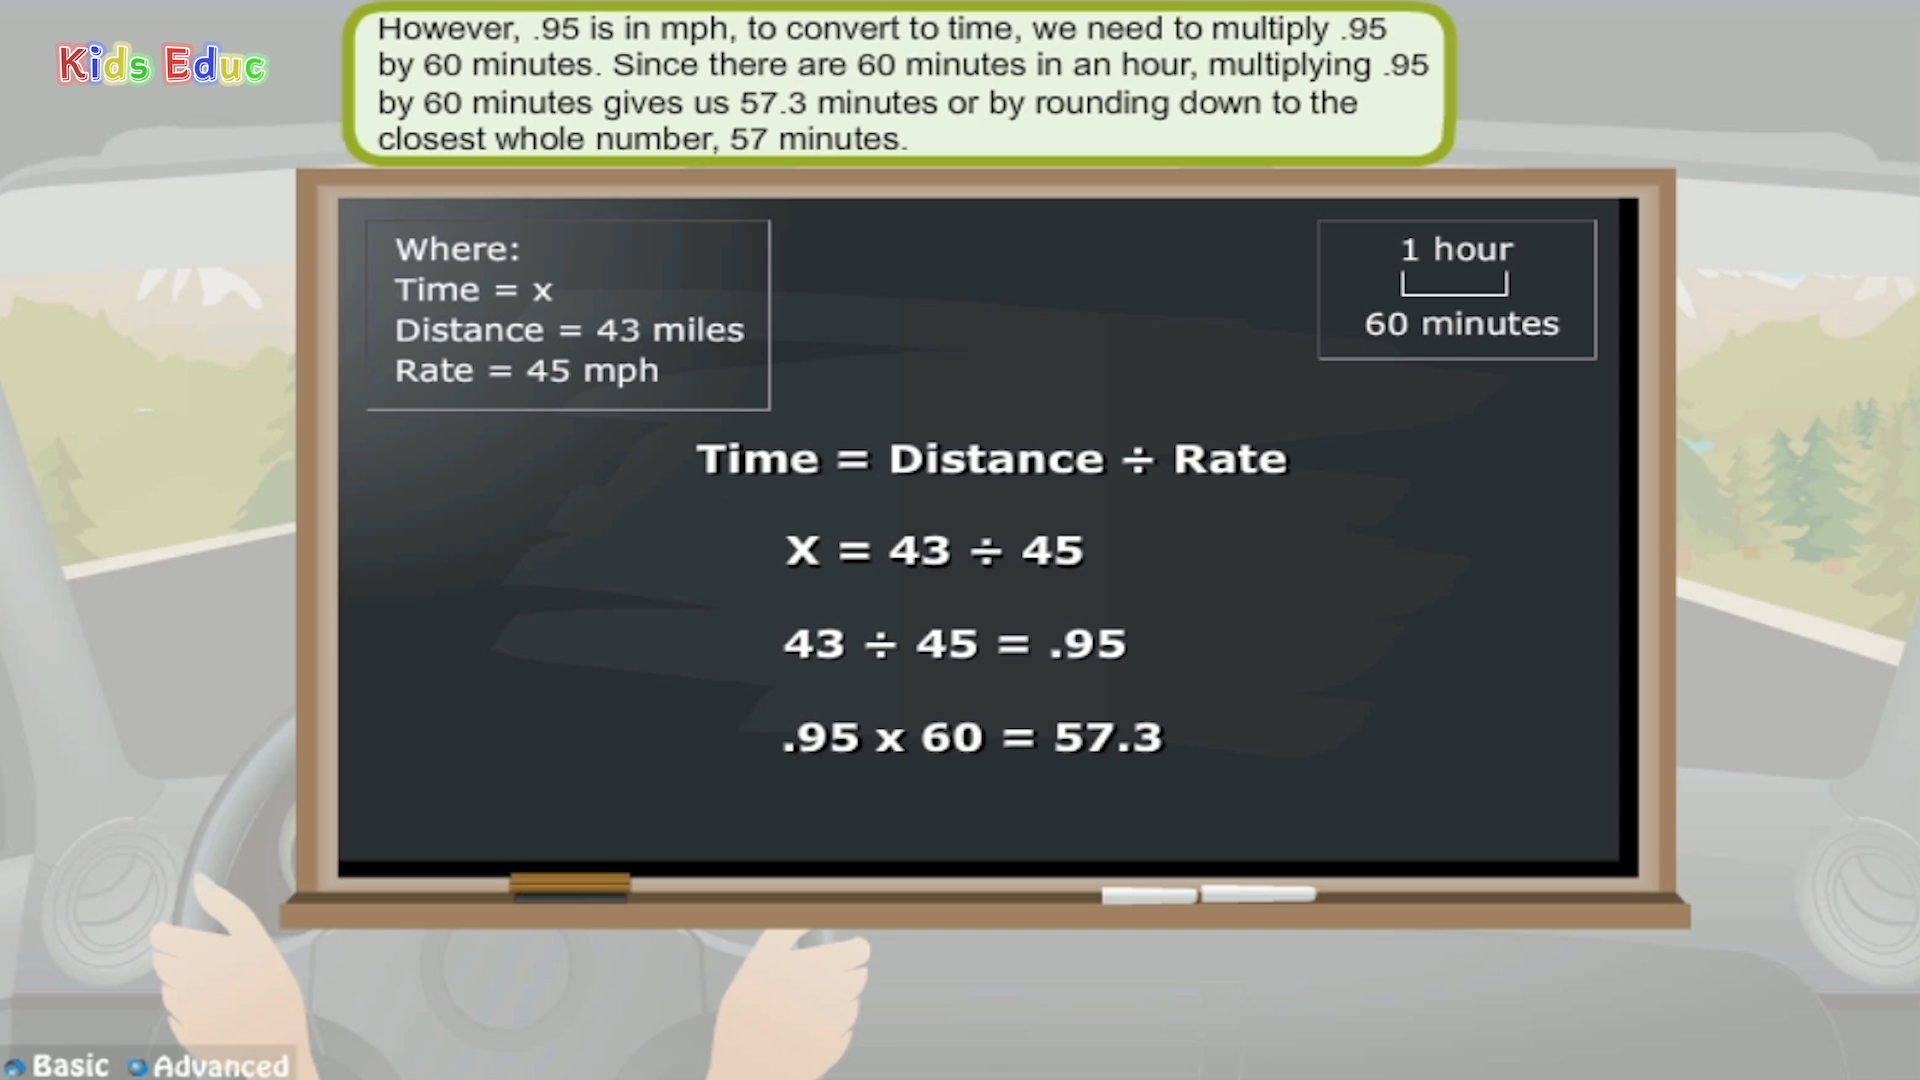 Kids Educ
However, .95 is in mph, to convert to time, we need to multiply .95
by 60 minutes. Since there are 60 minutes in an hour, multiplying .95
by 60 minutes gives us 57.3 minutes or by rounding down to the
closest whole number, 57 minutes.
Where:
Time = x
Distance = 43 miles
Rate = 45 mph
1 hour
60 minutes
Time = Distance ÷ Rate
X = 43 ÷ 45
43 ÷ 45 = .95
.95 x 60 = 57.3
Basic Advanced